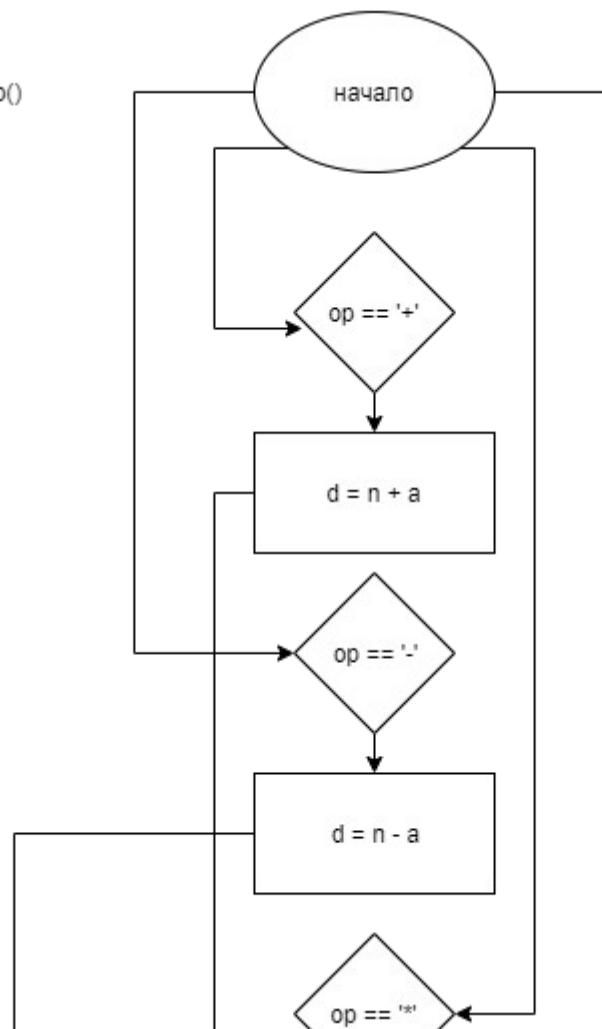 начало
op == '+'
d = n + a
op == '-'
d = n - a
op == '*'